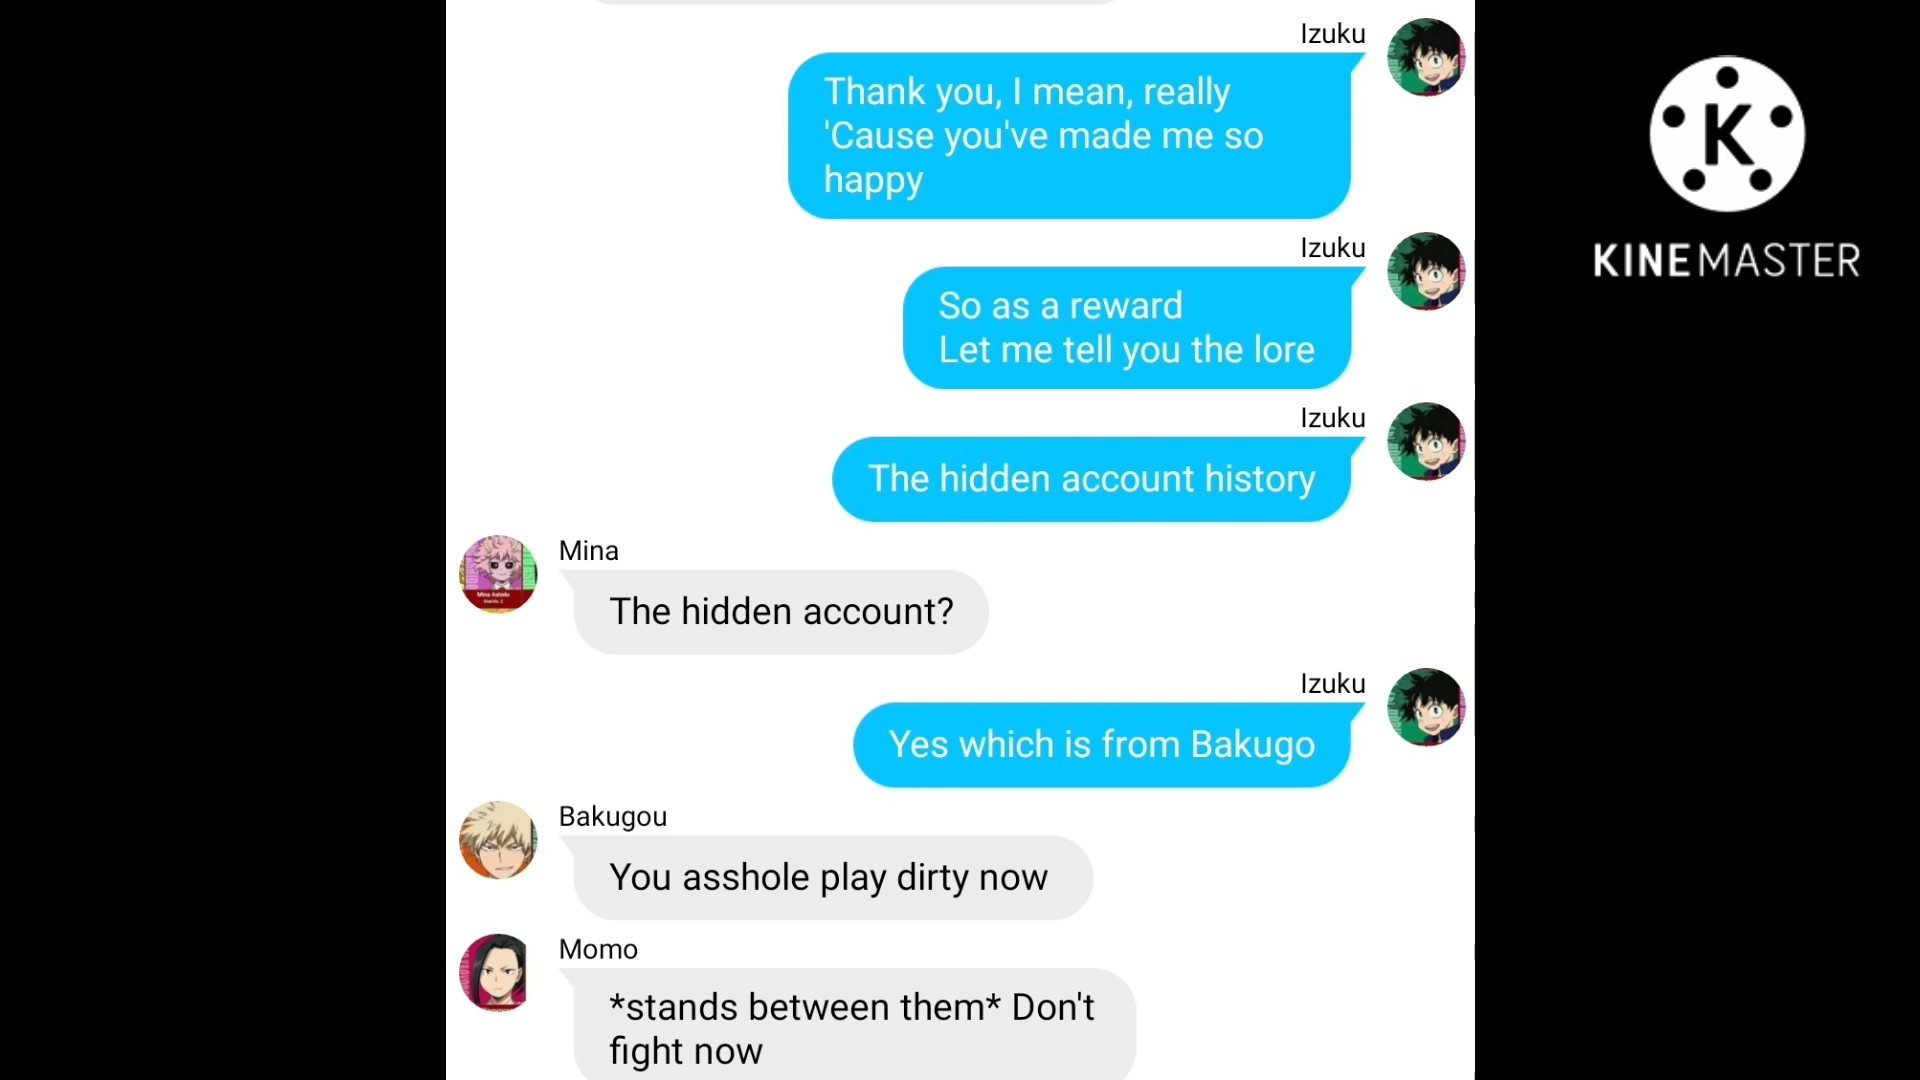 Izuku
Thank you, I mean, really
'Cause you've made me so
happy
Izuku
So as a reward
Let me tell you the lore
Izuku
The hidden account history
Mina
The hidden account?
Izuku
Yes which is from Bakugo
Bakugou
You asshole play dirty now
Momo
*stands between them* Don't
fight now
K
KINEMASTER
Mina Ashido